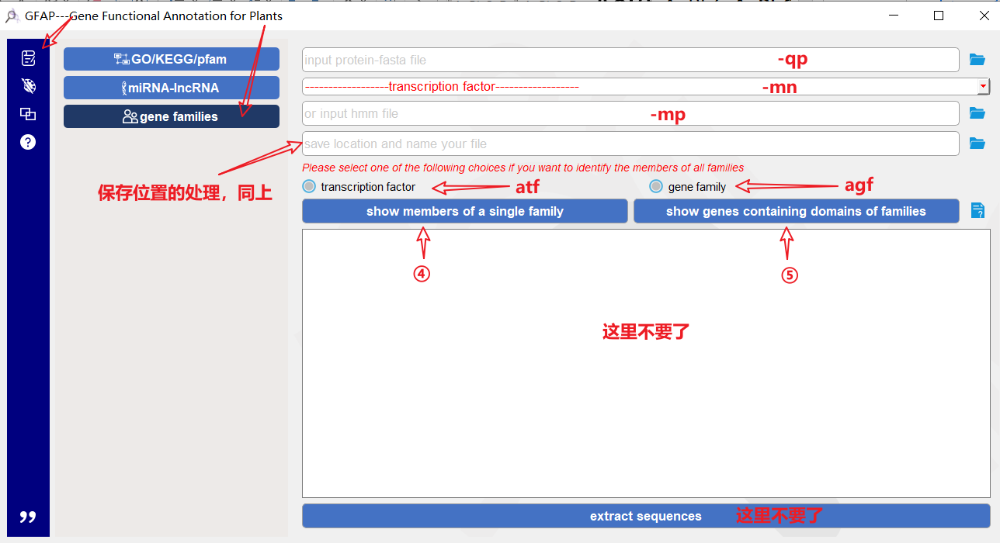 GFAP---Gene Functional Annotation for Plants
GO/KEGG/pfam
miRNA-lncRNA
gene families
input protein-fasta file
-qp
------------------transcription factor------------------
-mn
or input hmm file
-mp
save location and name your file
保存位置的处理，同上
Please select one of the following choices if you want to identify the members of all families
transcription factor
atf
gene family
agf
show members of a single family
show genes containing domains of families
④
⑤
这里不要了
extract sequences
这里不要了